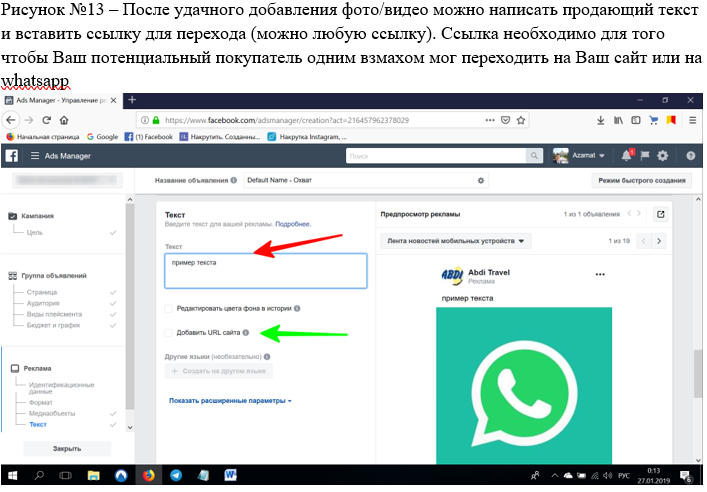 Рисунок №13 – После удачного добавления фото/видео можно написать продающий текст
и вставить ссылку для перехода (можно любую ссылку). Ссылка необходимо для того
чтобы Ваш потенциальный покупатель одним взмахом мог переходить на Ваш сайт или на
whatsapp
Ads Manager - Управление ре
https://www.facebook.com/adsmanager/creation?act=216457962378029
Начальная страница Google (1) Facebook Накрутить. Созданны... Накрутка Instagram, ...
Ads Manager
Поиск
Azamat
1
Название объявления
Default Name - Охват
Режим быстрого создания
Кампания
Цель
Группа объявлений
Страница
Аудитория
Виды плейсмента
Бюджет и график
Реклама
Идентификационные
данные
Формат
Медиаобъекты
Текст
Закрыть
Текст
Введите текст для вашей рекламы. Подробнее.
Текст
пример текста
Редактировать цвета фона в истории
Добавить URL сайта
Другие языки (необязательно)
+ Создать на другом языке
Показать расширенные параметры
Предпросмотр рекламы
1 из 1 объявления
Лента новостей мобильных устройств
1 из 19
ABDI
Abdi Travel
Реклама
пример текста
РУС
0:13
27.01.2019
6